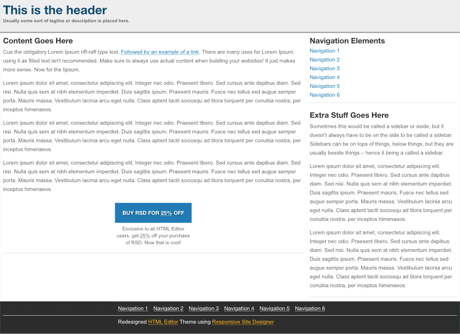 This is the header
Usually some sort of tagline or description is placed here.
Content Goes Here
Cue the obligatory Lorem Ipsum riff-raff type text. Followed by an example of a link. There are many uses for Lorem Ipsum,
using it as filled text isn't recommended. Make sure to always use actual content when building your websites! It just makes
more sense. Now for the lipsum.
Lorem ipsum dolor sit amet, consectetur adipiscing elit. Integer nec odio. Praesent libero. Sed cursus ante dapibus diam. Sed
nisi. Nulla quis sem at nibh elementum imperdiet. Duis sagittis ipsum. Praesent mauris. Fusce nec tellus sed augue semper
porta. Mauris massa. Vestibulum lacinia arcu eget nulla. Class aptent taciti sociosqu ad litora torquent per conubia nostra, per
inceptos himenaeos.
Lorem ipsum dolor sit amet, consectetur adipiscing elit. Integer nec odio. Praesent libero. Sed cursus ante dapibus diam. Sed
nisi. Nulla quis sem at nibh elementum imperdiet. Duis sagittis ipsum. Praesent mauris. Fusce nec tellus sed augue semper
porta. Mauris massa. Vestibulum lacinia arcu eget nulla. Class aptent taciti sociosqu ad litora torquent per conubia nostra, per
inceptos himenaeos.
Lorem ipsum dolor sit amet, consectetur adipiscing elit. Integer nec odio. Praesent libero. Sed cursus ante dapibus diam. Sed
nisi. Nulla quis sem at nibh elementum imperdiet. Duis sagittis ipsum. Praesent mauris. Fusce nec tellus sed augue semper
porta. Mauris massa. Vestibulum lacinia arcu eget nulla. Class aptent taciti sociosqu ad litora torquent per conubia nostra, per
inceptos himenaeos.
BUY RSD FOR 25% OFF
Exclusive to all HTML Editor
users, get 25% off your purchase
of RSD. Now that is cool!
Navigation Elements
Navigation 1
Navigation 2
Navigation 3
Navigation 4
Navigation 5
Navigation 6
Extra Stuff Goes Here
Sometimes this would be called a sidebar or aside, but it
doesn't always have to be on the side to be called a sidebar.
Sidebars can be on tops of things, below things, but they are
usually beside things – hence it being a called a sidebar.
Lorem ipsum dolor sit amet, consectetur adipiscing elit.
Integer nec odio. Praesent libero. Sed cursus ante dapibus
diam. Sed nisi. Nulla quis sem at nibh elementum imperdiet.
Duis sagittis ipsum. Praesent mauris. Fusce nec tellus sed
augue semper porta. Mauris massa. Vestibulum lacinia arcu
eget nulla. Class aptent taciti sociosqu ad litora torquent per
conubia nostra, per inceptos himenaeos.
Lorem ipsum dolor sit amet, consectetur adipiscing elit.
Integer nec odio. Praesent libero. Sed cursus ante dapibus
diam. Sed nisi. Nulla quis sem at nibh elementum imperdiet.
Duis sagittis ipsum. Praesent mauris. Fusce nec tellus sed
augue semper porta. Mauris massa. Vestibulum lacinia arcu
eget nulla. Class aptent taciti sociosqu ad litora torquent per
conubia nostra, per inceptos himenaeos.
Navigation 1 Navigation 2 Navigation 3 Navigation 4 Navigation 5 Navigation 6
Redesigned HTML Editor Theme using Responsive Site Designer